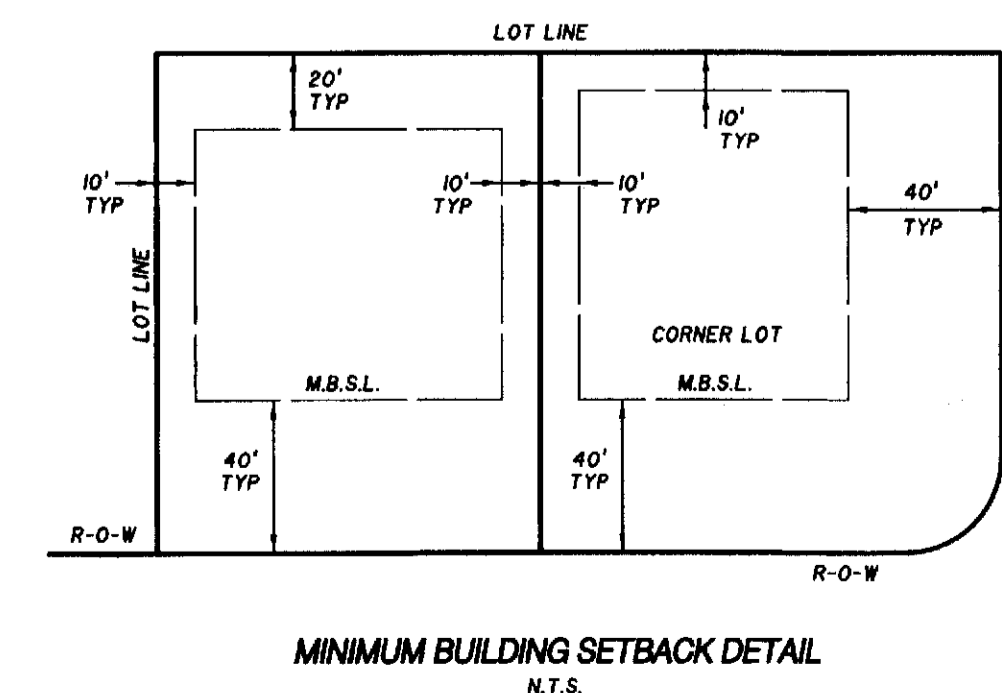 LOT LINE
20'
TYP
10'
TYP
10'
TYP
10'
TYP
10'
TYP
40'
TYP
LOT LINE
CORNER LOT
M.B.S.L.
M.B.S.L.
40'
TYP
40'
TYP
R-O-W
R-O-W
MINIMUM BUILDING SETBACK DETAIL
N.T.S.